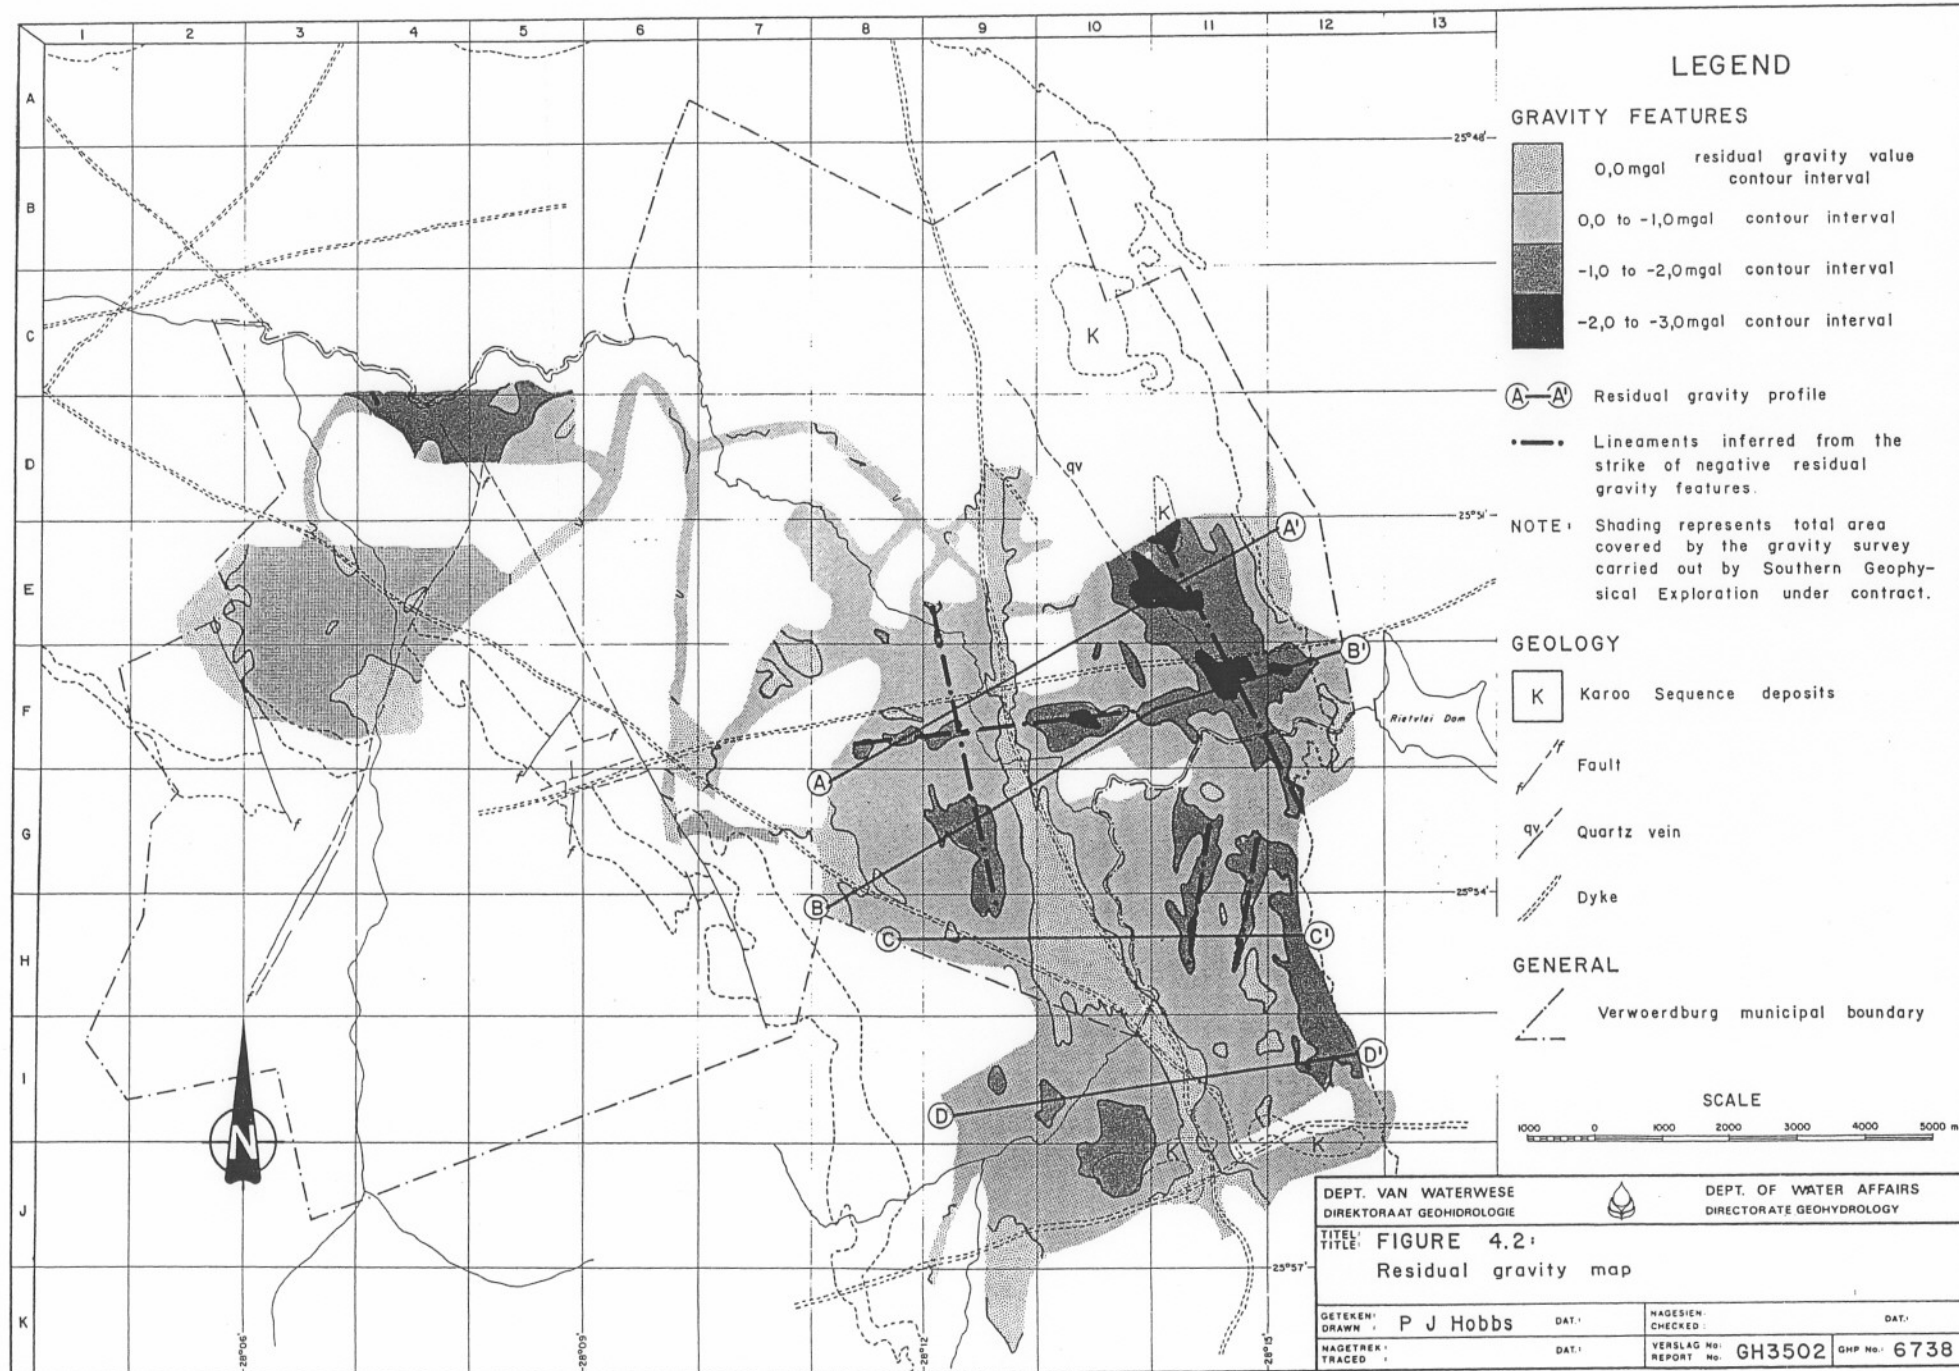 1 2 3 4 5 6 7 8 9 10 11 12 13
A
B
C
D
E
F
G
H
I
J
K
25°48'
25°51'
25°54'
25°57'
28°06'
28°09'
28°12'
28°15'
K
qv
K
f
f
f
f
f
f
A
A'
B
B'
C
C'
D
D'
Rietvlei Dam
K
K
N
LEGEND
GRAVITY FEATURES
0,0 mgal residual gravity value
contour interval
0,0 to -1,0mgal contour interval
-1,0 to -2,0mgal contour interval
-2,0 to -3,0mgal contour interval
A A' Residual gravity profile
Lineaments inferred from the
strike of negative residual
gravity features.
NOTE: Shading represents total area
covered by the gravity survey
carried out by Southern Geophy-
sical Exploration under contract.
GEOLOGY
K Karoo Sequence deposits
f f Fault
qv Quartz vein
Dyke
GENERAL
Verwoerdburg municipal boundary
SCALE
1000 0 1000 2000 3000 4000 5000 m
DEPT. VAN WATERWESE
DIREKTORAAT GEOHIDROLOGIE
DEPT. OF WATER AFFAIRS
DIRECTORATE GEOHYDROLOGY
TITEL:
TITLE:
FIGURE 4.2:
Residual gravity map
GETEKEN:
DRAWN :
P J Hobbs
DAT.:
NAGESIEN:
CHECKED:
DAT.:
NAGETREK:
TRACED :
DAT.:
VERSLAG No:
REPORT No:
GH3502
GHP No.: 6738